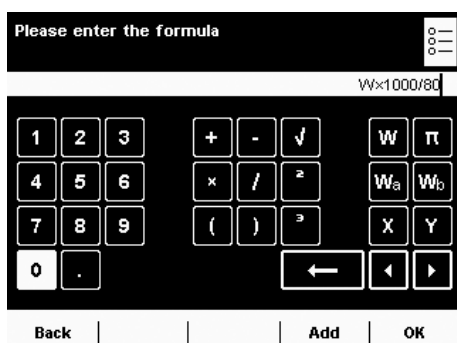 Please enter the formula
W×1000/80
1 2 3 + - √ W π
4 5 6 × / ² Wa Wb
7 8 9 ( ) ³ X Y
0 . ← ◂ ▸
Back Add OK